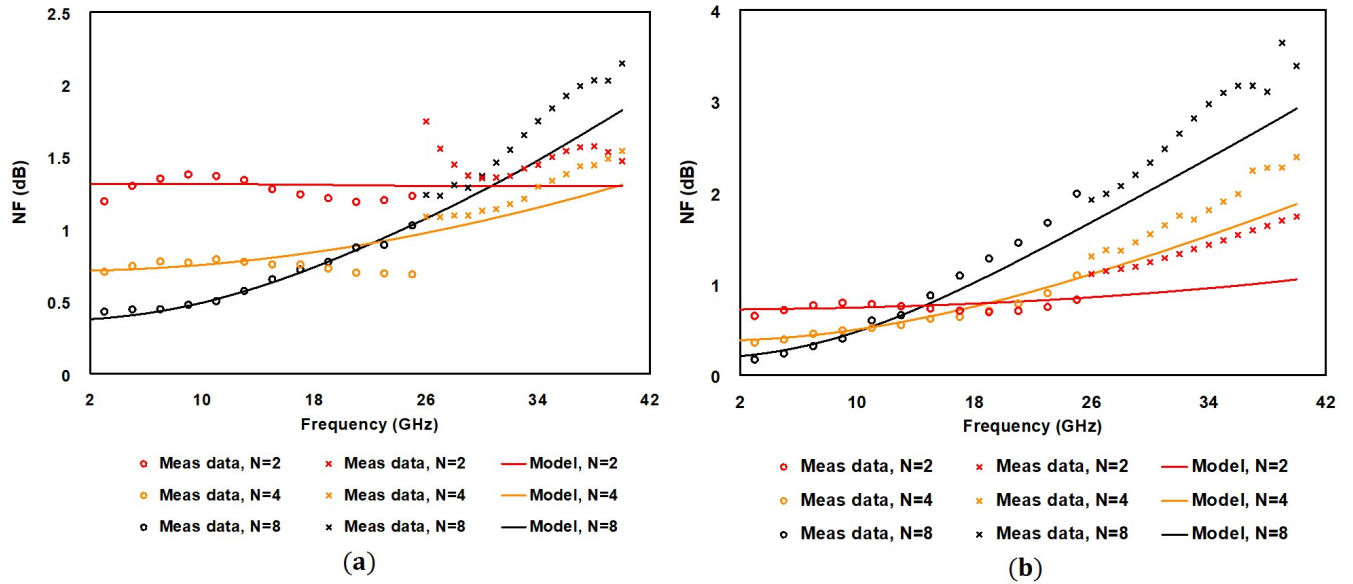 2.5
2
1.5
1
0.5
0
NF (dB)
2 10 18 26 34 42
Frequency (GHz)
Meas data, N=2 Meas data, N=2 Model, N=2
Meas data, N=4 Meas data, N=4 Model, N=4
Meas data, N=8 Meas data, N=8 Model, N=8
(a)
4
3
2
1
0
NF (dB)
2 10 18 26 34 42
Frequency (GHz)
Meas data, N=2 Meas data, N=2 Model, N=2
Meas data, N=4 Meas data, N=4 Model, N=4
Meas data, N=8 Meas data, N=8 Model, N=8
(b)